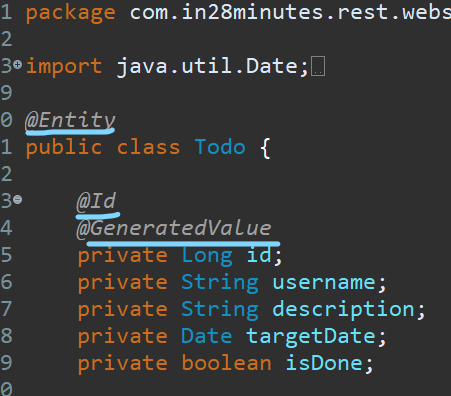 1 package com.in28minutes.rest.webs
2
3 import java.util.Date;
9
0 @Entity
1 public class Todo {
2
3 @Id
4 @GeneratedValue
5 private Long id;
6 private String username;
7 private String description;
8 private Date targetDate;
9 private boolean isDone;
0